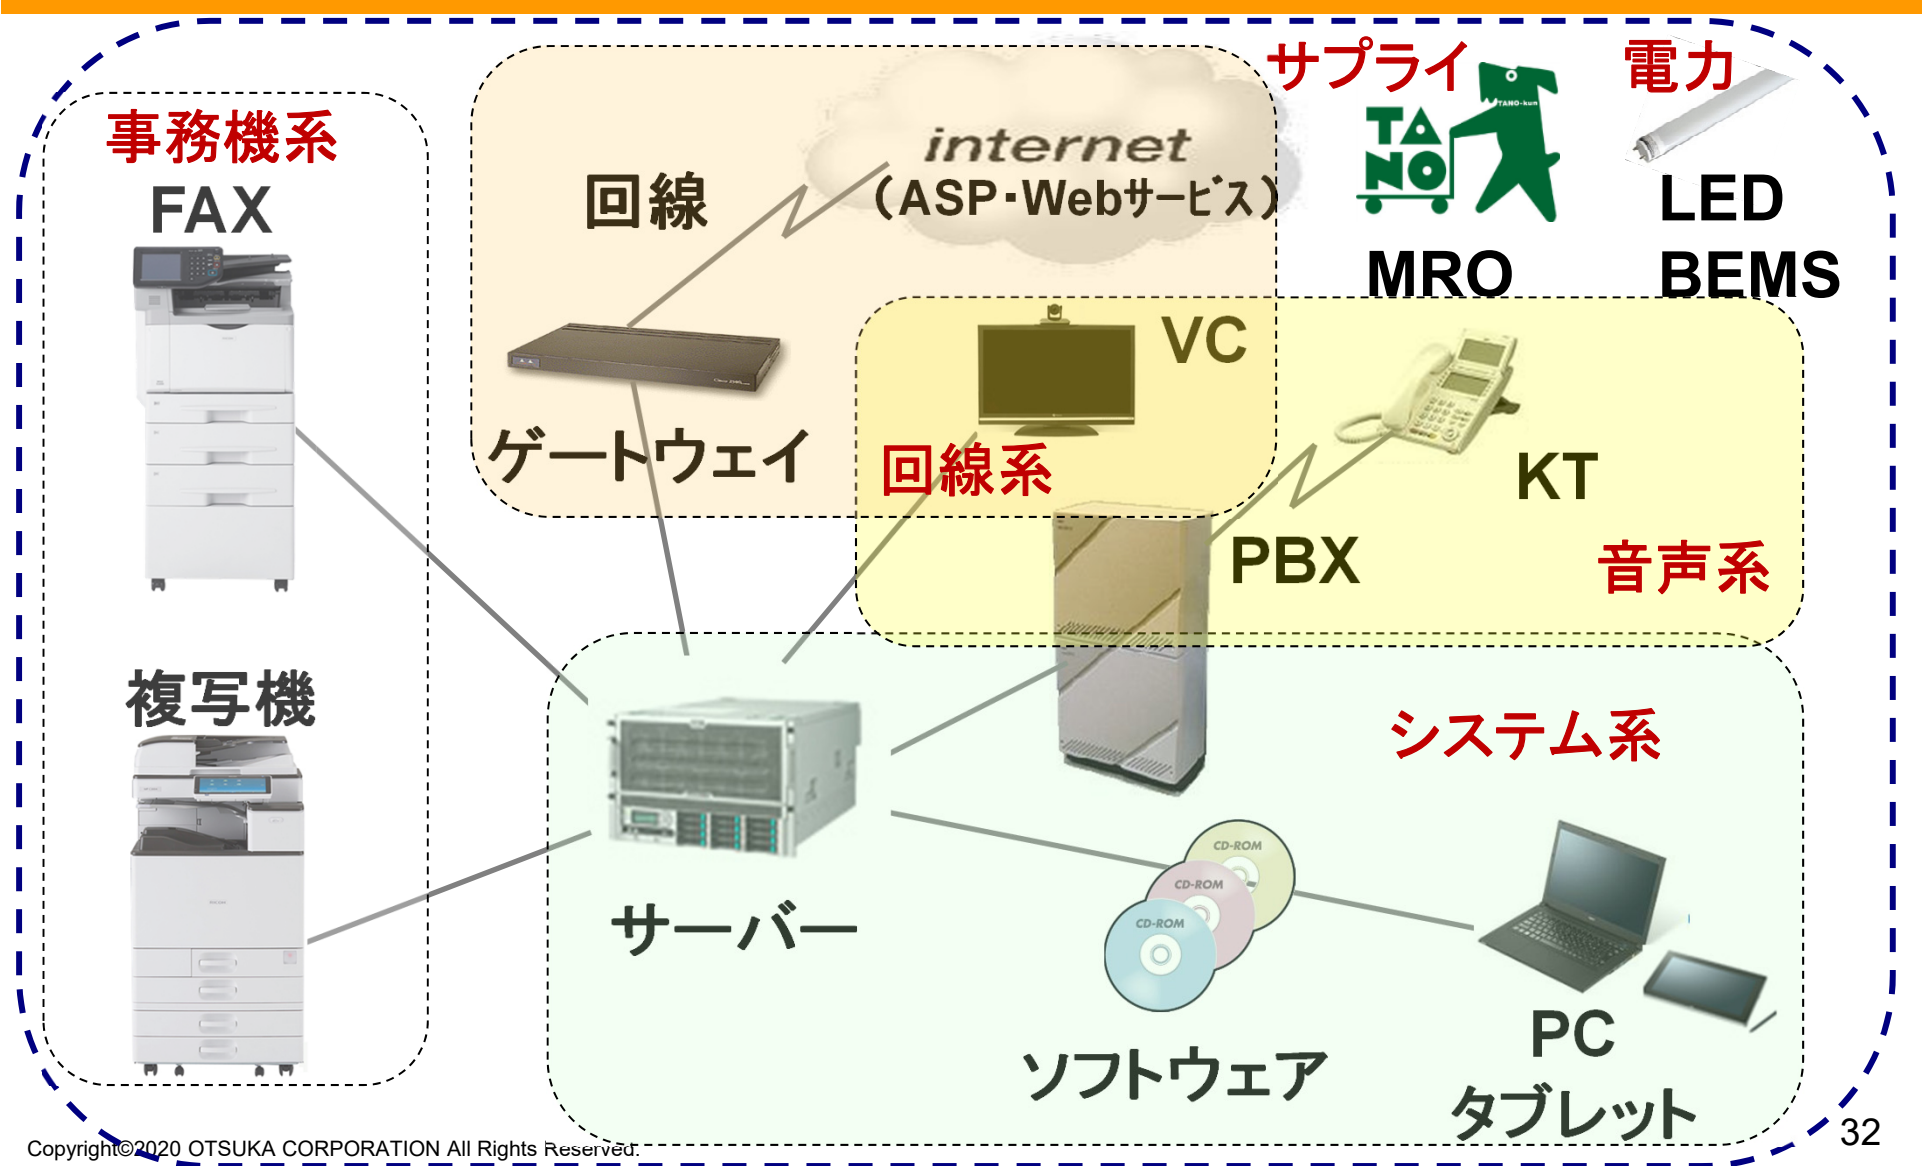 事務機系
FAX
複写機
回線
internet
（ASP・Webｻｰﾋﾞｽ）
ゲートウェイ
回線系
サプライ
TANO-kun
TA
NO
MRO
電力
LED
BEMS
VC
KT
PBX
音声系
システム系
サーバー
CD-ROM
CD-ROM
CD-ROM
ソフトウェア
PC
タブレット
Copyright©2020 OTSUKA CORPORATION All Rights Reserved.
32